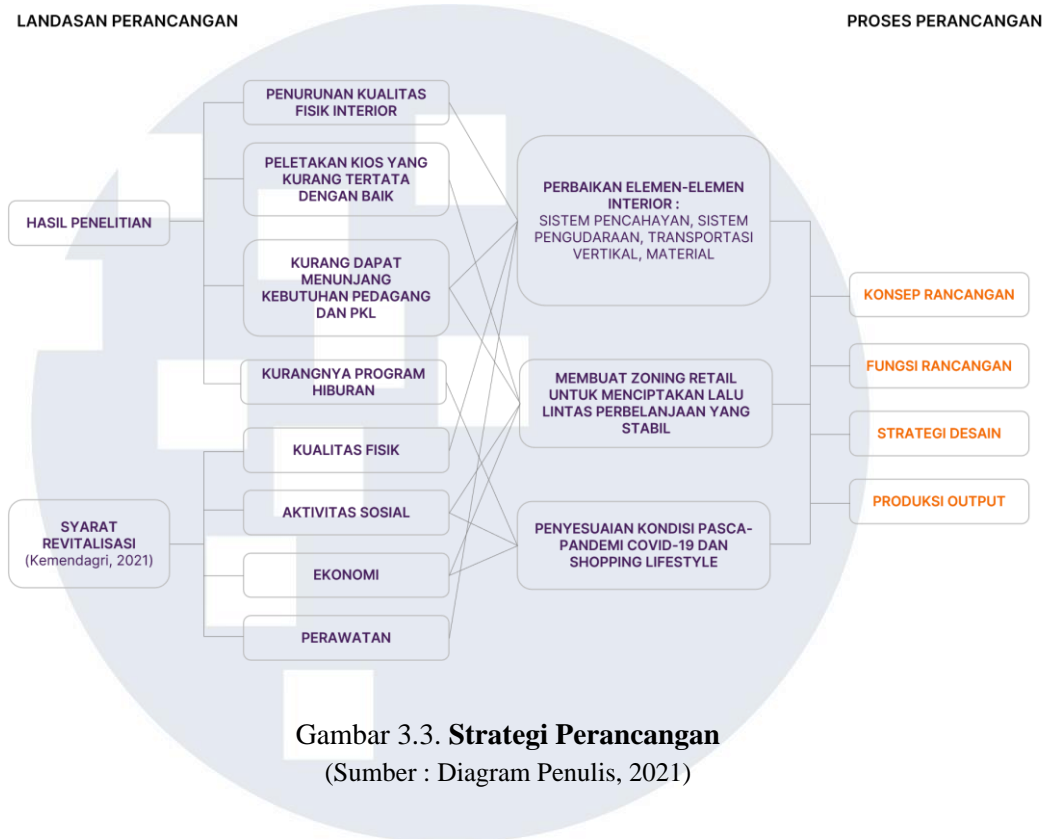 LANDASAN PERANCANGAN
PROSES PERANCANGAN
HASIL PENELITIAN
PENURUNAN KUALITAS
FISIK INTERIOR
PELETAKAN KIOS YANG
KURANG TERTATA
DENGAN BAIK
KURANG DAPAT
MENUNJANG
KEBUTUHAN PEDAGANG
DAN PKL
KURANGNYA PROGRAM
HIBURAN
SYARAT
REVITALISASI
(Kemendagri, 2021)
KUALITAS FISIK
AKTIVITAS SOSIAL
EKONOMI
PERAWATAN
PERBAIKAN ELEMEN-ELEMEN
INTERIOR :
SISTEM PENCAHAYAN, SISTEM
PENGUDARAAN, TRANSPORTASI
VERTIKAL, MATERIAL
MEMBUAT ZONING RETAIL
UNTUK MENCIPTAKAN LALU
LINTAS PERBELANJAAN YANG
STABIL
PENYESUAIAN KONDISI PASCA-
PANDEMI COVID-19 DAN
SHOPPING LIFESTYLE
KONSEP RANCANGAN
FUNGSI RANCANGAN
STRATEGI DESAIN
PRODUKSI OUTPUT
Gambar 3.3. Strategi Perancangan
(Sumber : Diagram Penulis, 2021)